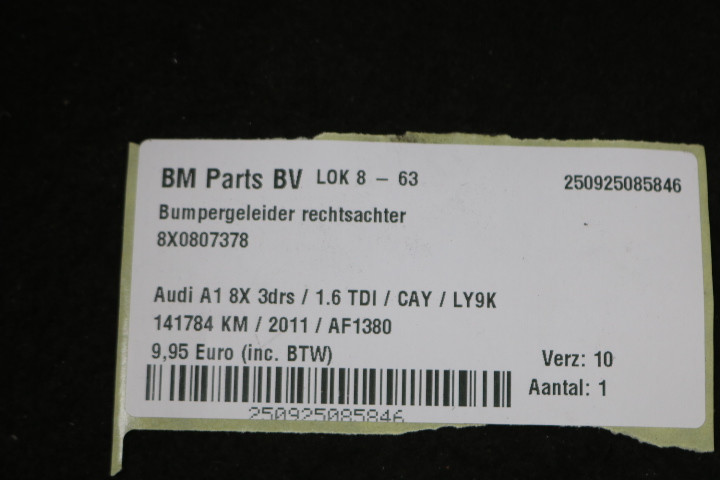 BM Parts BV LOK 8 – 63 250925085846
Bumpergeleider rechtsachter
8X0807378
Audi A1 8X 3drs / 1.6 TDI / CAY / LY9K
141784 KM / 2011 / AF1380
9,95 Euro (inc. BTW) Verz: 10
Aantal: 1
250925085846